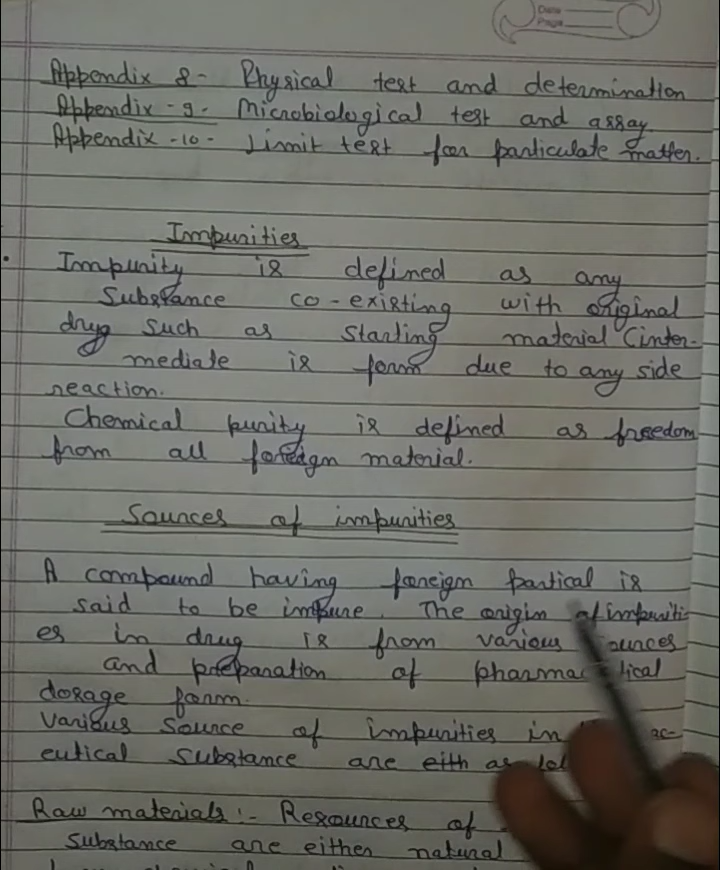 Date
Page
Appendix 8- Physical test and determination
Appendix -9- Microbiological test and assay.
Appendix -10- Limit test for particulate matter.
Impurities
Impurity is defined as any
Substance co-existing with original
drug such as starting material (inter-
mediate is form due to any side
reaction.
Chemical purity is defined as freedom
from all foreign material.
Sources of impurities
A compound having foreign partical is
said to be impure. The origin of impuriti-
es in drug is from various
and preparation of
dosage form.
Various Source of impurities in
eutical substance are eith as
Raw materials:- Resources of
Substance are either natural